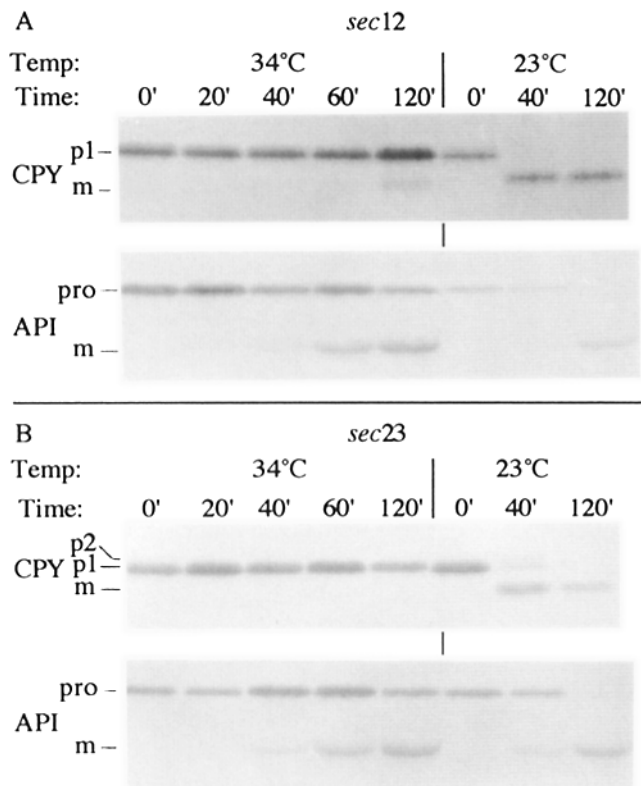 A sec12
Temp: 34°C 23°C
Time: 0' 20' 40' 60' 120' 0' 40' 120'
p1
CPY
m
pro
API
m
B sec23
Temp: 34°C 23°C
Time: 0' 20' 40' 60' 120' 0' 40' 120'
p2
CPY p1
m
pro
API
m